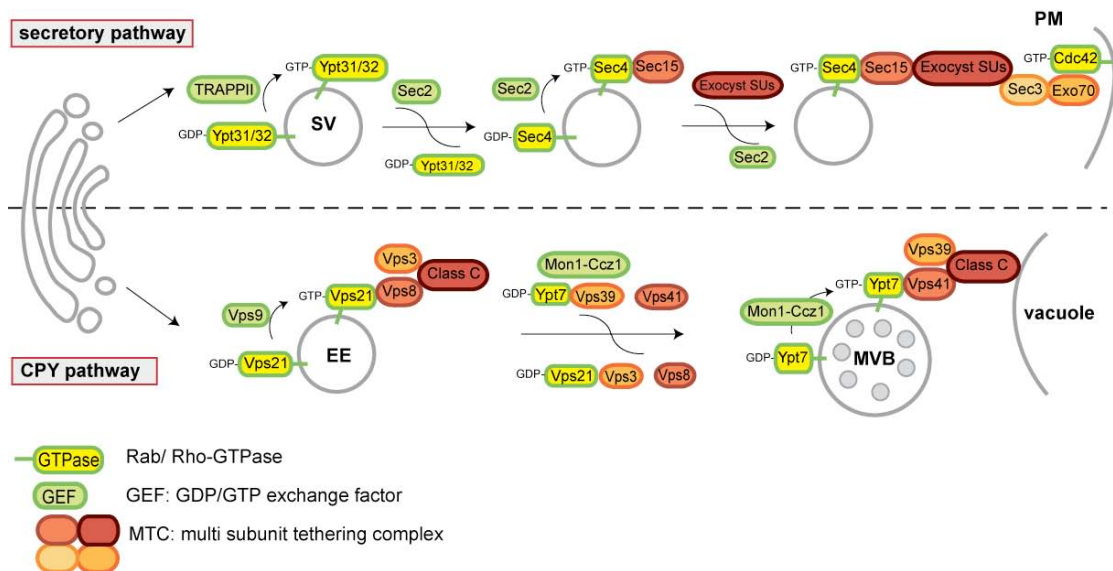 secretory pathway
PM
TRAPPII
GTP- Ypt31/32
GDP- Ypt31/32
SV
Sec2
GDP- Ypt31/32
Sec2
GTP- Sec4 Sec15
GDP- Sec4
Exocyst SUs
Sec2
GTP- Sec4 Sec15 Exocyst SUs
GTP- Cdc42
Sec3 Exo70
CPY pathway
Vps9
GDP- Vps21
EE
GTP- Vps21
Vps3
Vps8
Class C
Mon1-Ccz1
GDP- Ypt7 Vps39 Vps41
GDP- Vps21 Vps3 Vps8
Mon1-Ccz1
GDP- Ypt7
MVB
GTP- Ypt7
Vps39
Vps41
Class C
vacuole
GTPase Rab/ Rho-GTPase
GEF GEF: GDP/GTP exchange factor
MTC: multi subunit tethering complex